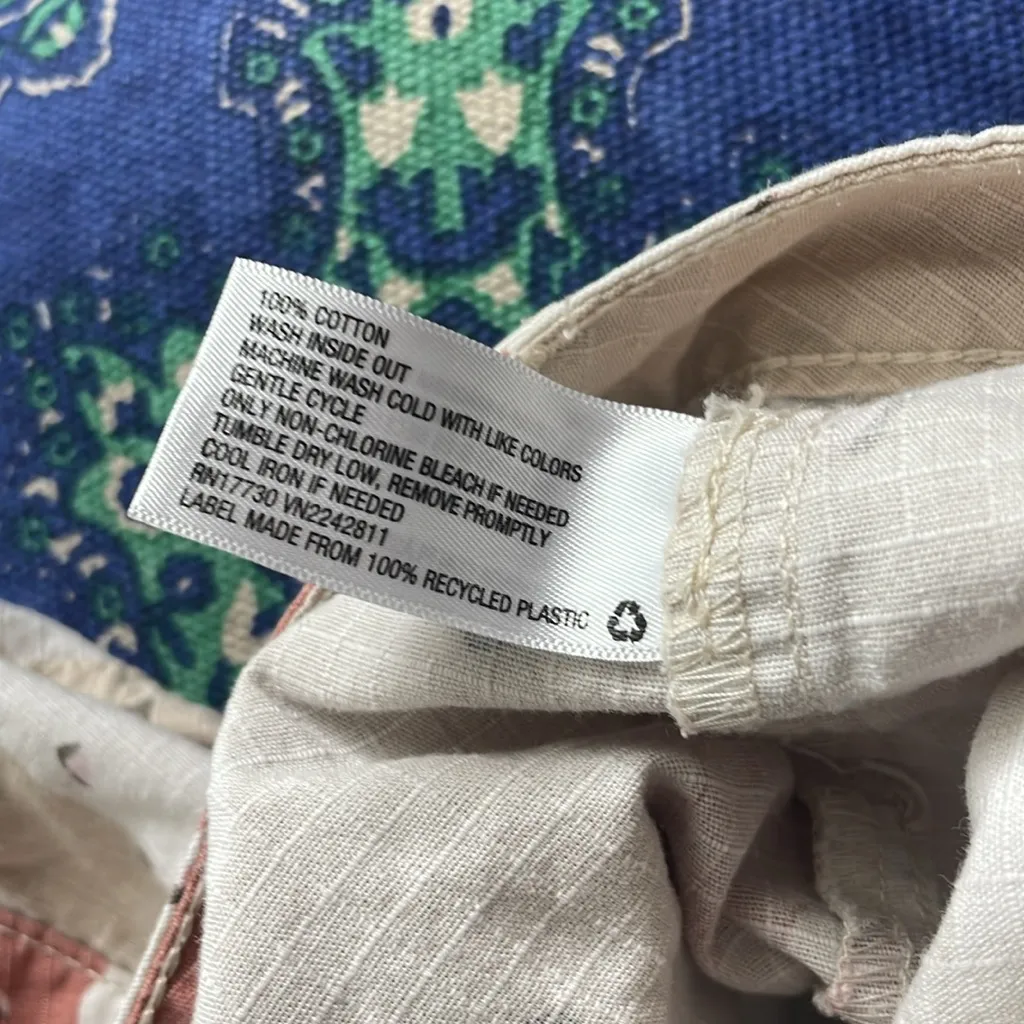 100% COTTON
WASH INSIDE OUT
MACHINE WASH COLD WITH LIKE COLORS
GENTLE CYCLE
ONLY NON-CHLORINE BLEACH IF NEEDED
TUMBLE DRY LOW, REMOVE PROMPTLY
COOL IRON IF NEEDED
RN17730 VN2242811
LABEL MADE FROM 100% RECYCLED PLASTIC